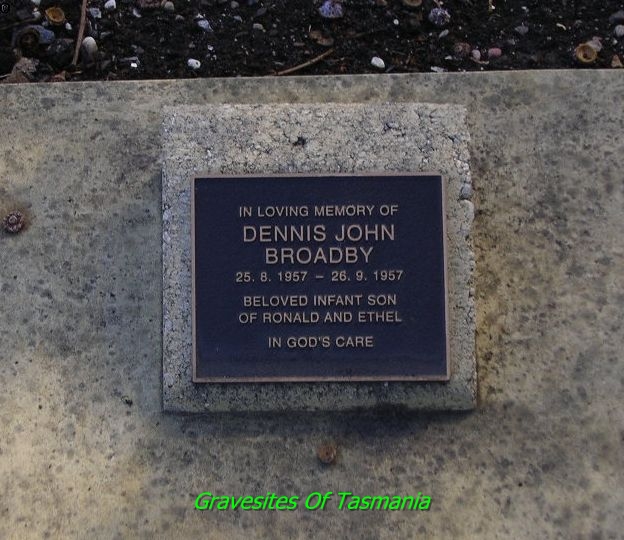 IN LOVING MEMORY OF
DENNIS JOHN
BROADBY
25. 8. 1957 – 26. 9. 1957
BELOVED INFANT SON
OF RONALD AND ETHEL
IN GOD'S CARE
Gravesites Of Tasmania